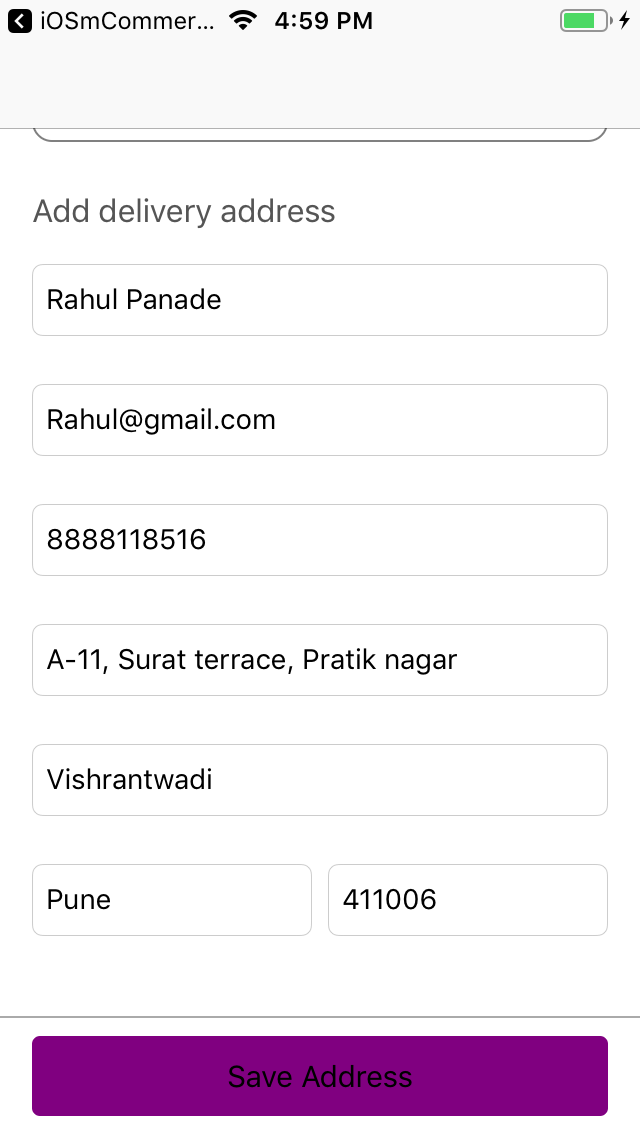 iOSmCommer... 4:59 PM
Add delivery address
Rahul Panade
Rahul@gmail.com
8888118516
A-11, Surat terrace, Pratik nagar
Vishrantwadi
Pune 411006
Save Address